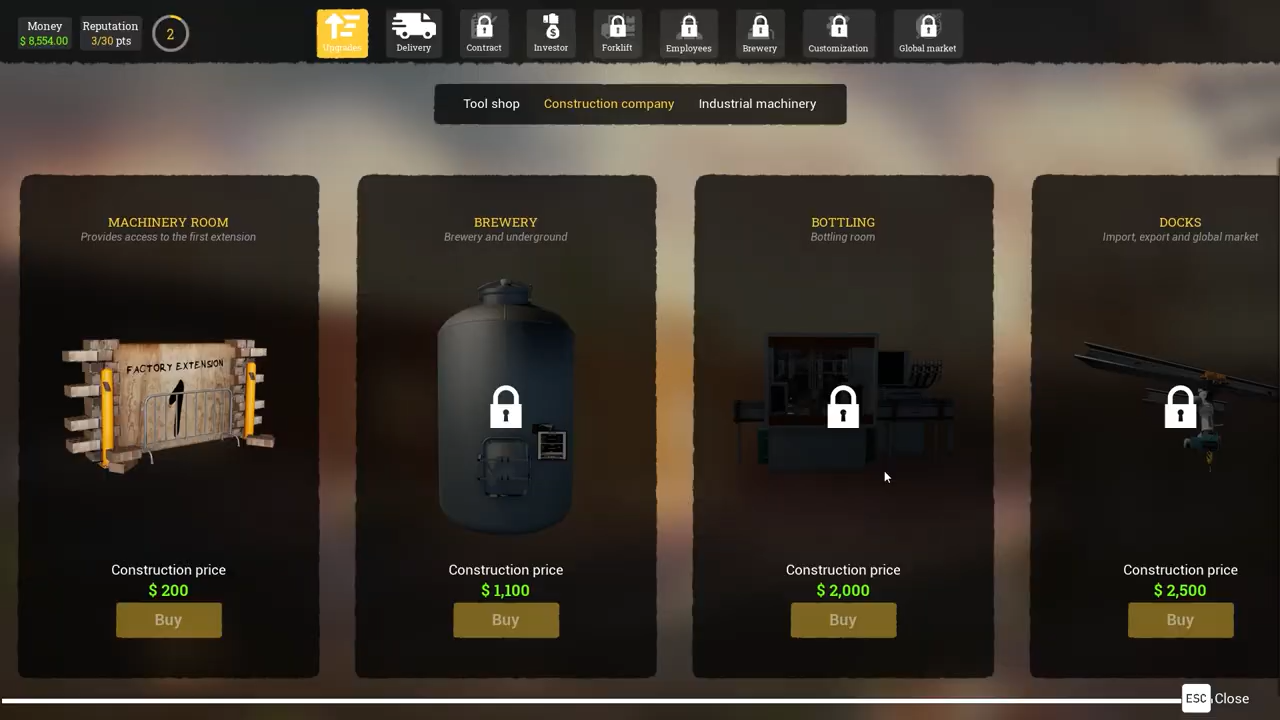 Money
$ 8,554.00
Reputation
3/30 pts
2
Upgrades
Delivery
Contract
Investor
Forklift
Employees
Brewery
Customization
Global market
Tool shop
Construction company
Industrial machinery
MACHINERY ROOM
Provides access to the first extension
FACTORY EXTENSION
1
Construction price
$ 200
Buy
BREWERY
Brewery and underground
Construction price
$ 1,100
Buy
BOTTLING
Bottling room
Construction price
$ 2,000
Buy
DOCKS
Import, export and global market
Construction price
$ 2,500
Buy
ESC Close